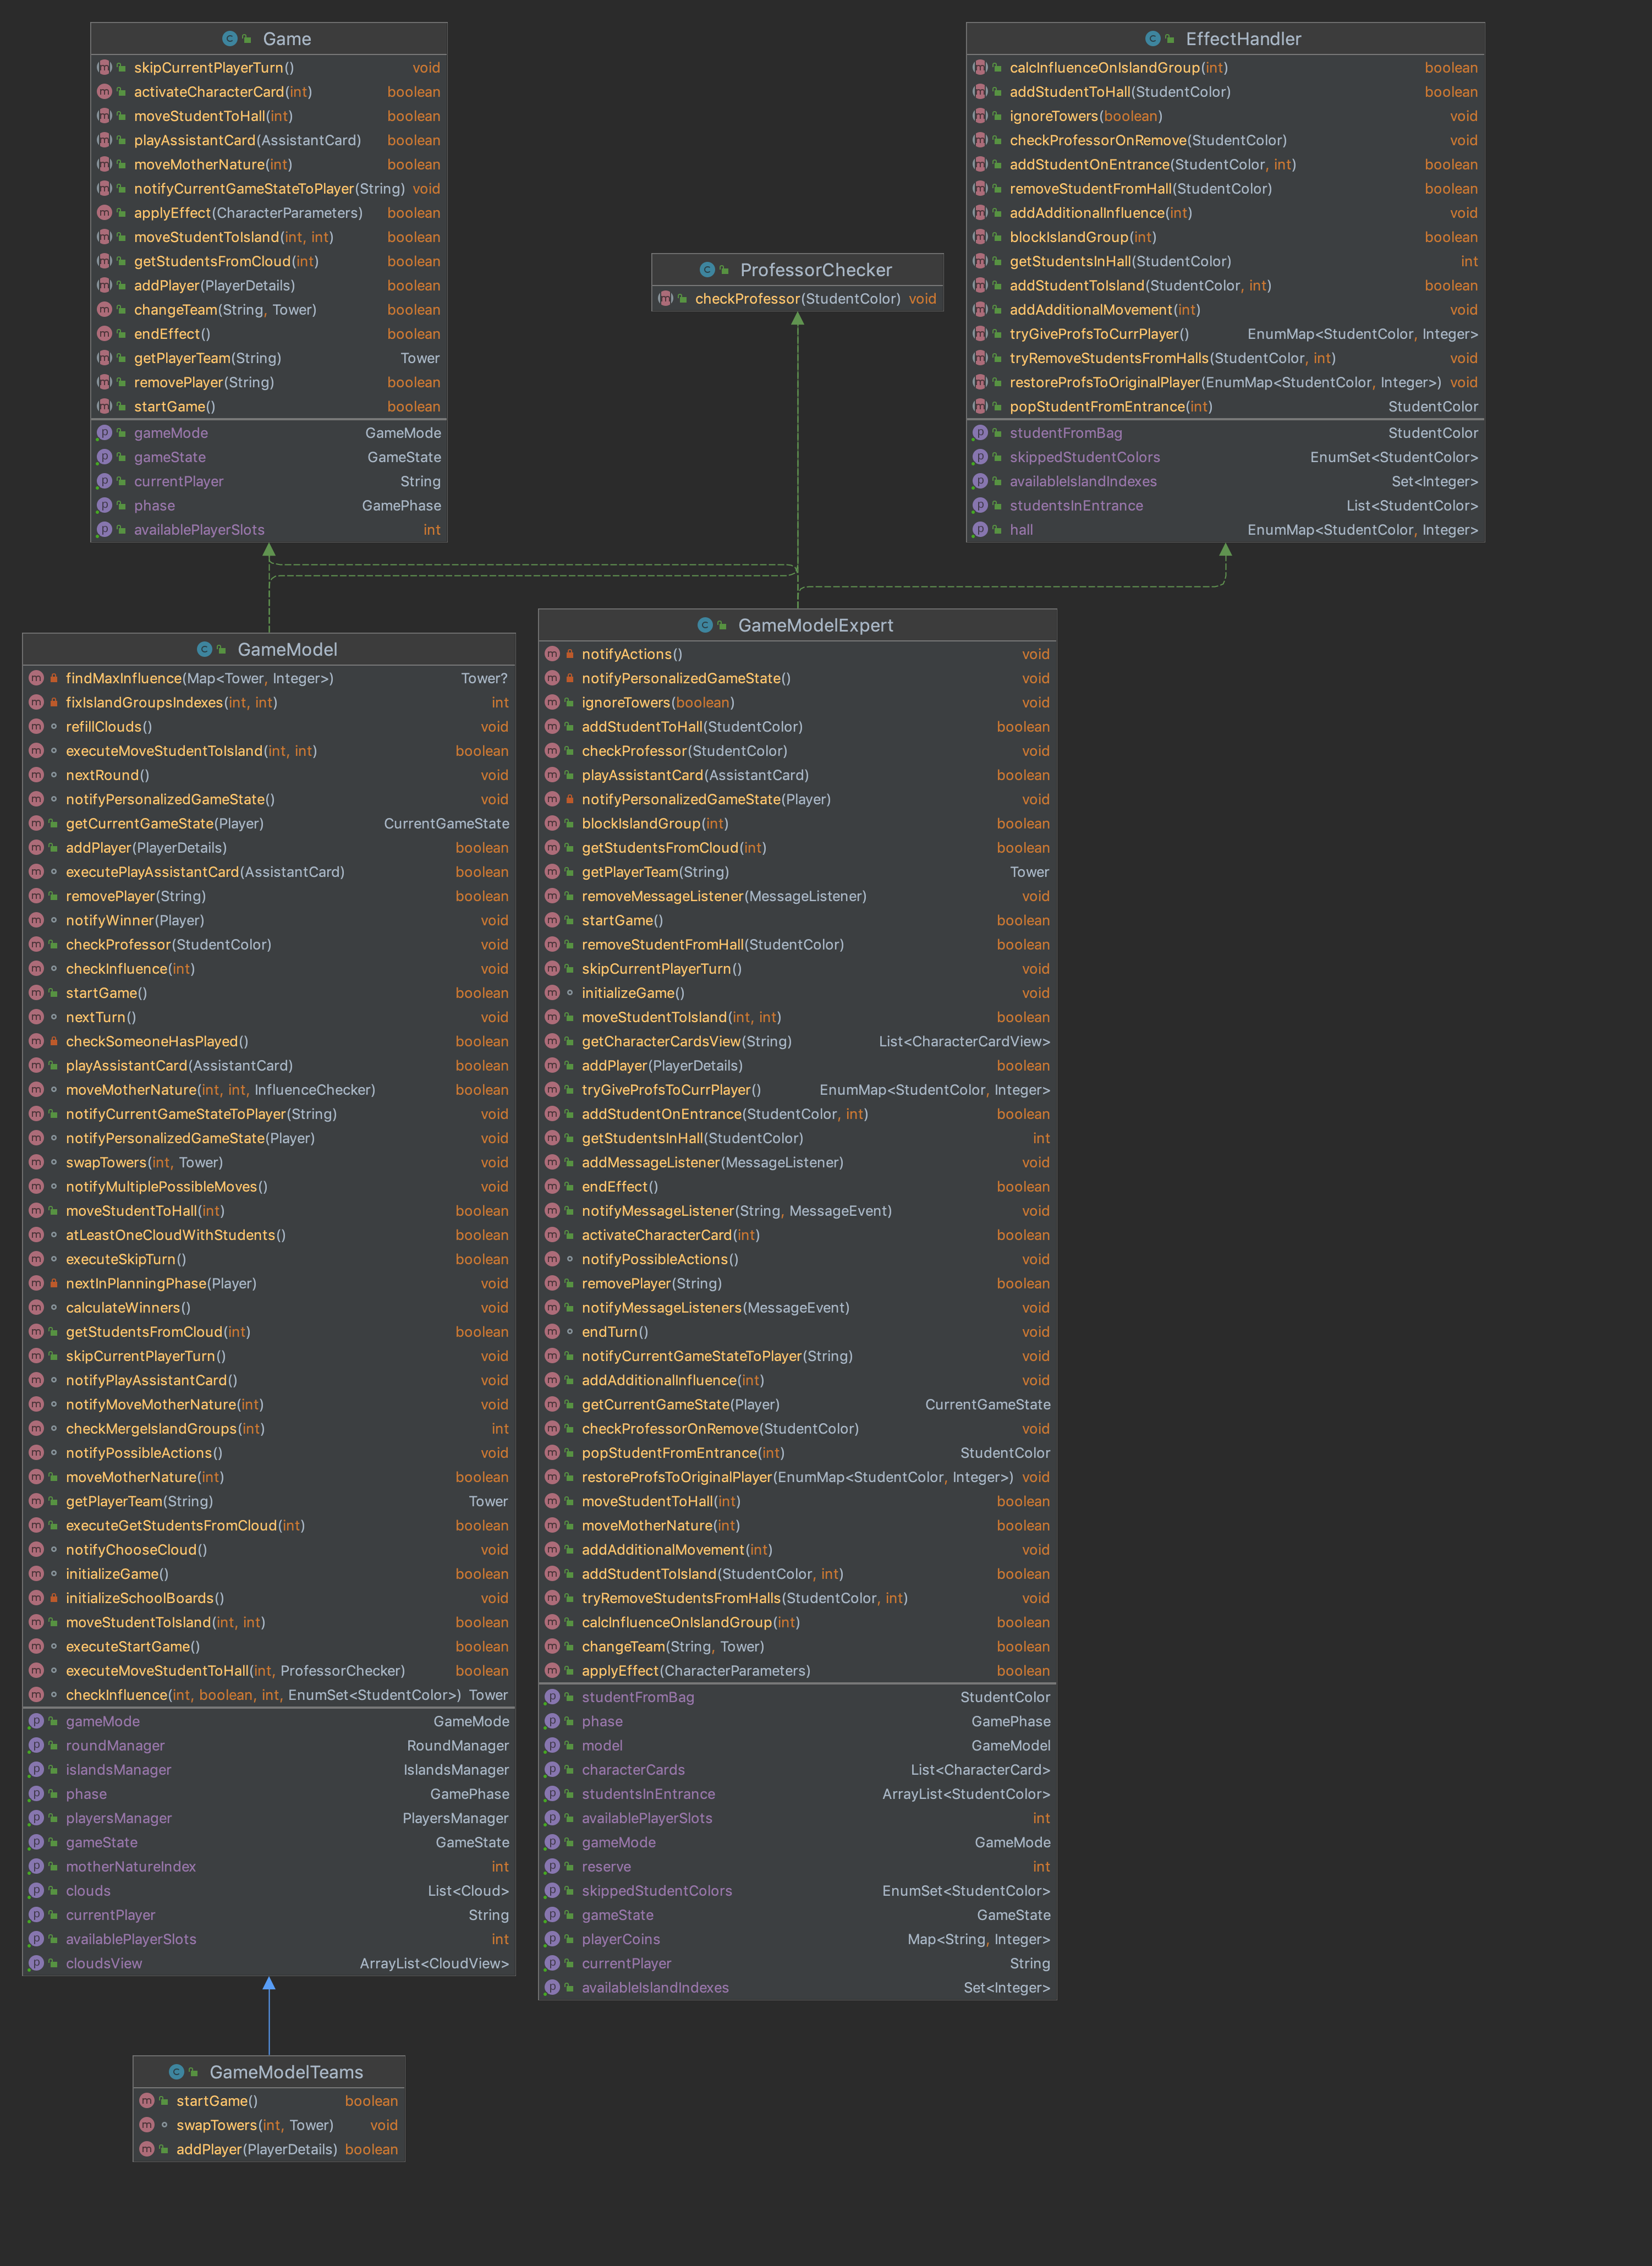 Game
skipCurrentPlayerTurn() void
activateCharacterCard(int) boolean
moveStudentToHall(int) boolean
playAssistantCard(AssistantCard) boolean
moveMotherNature(int) boolean
notifyCurrentGameStateToPlayer(String) void
applyEffect(CharacterParameters) boolean
moveStudentToIsland(int, int) boolean
getStudentsFromCloud(int) boolean
addPlayer(PlayerDetails) boolean
changeTeam(String, Tower) boolean
endEffect() boolean
getPlayerTeam(String) Tower
removePlayer(String) boolean
startGame() boolean
gameMode GameMode
gameState GameState
currentPlayer String
phase GamePhase
availablePlayerSlots int
ProfessorChecker
checkProfessor(StudentColor) void
EffectHandler
calcInfluenceOnIslandGroup(int) boolean
addStudentToHall(StudentColor) boolean
ignoreTowers(boolean) void
checkProfessorOnRemove(StudentColor) void
addStudentOnEntrance(StudentColor, int) boolean
removeStudentFromHall(StudentColor) boolean
addAdditionalInfluence(int) void
blockIslandGroup(int) boolean
getStudentsInHall(StudentColor) int
addStudentToIsland(StudentColor, int) boolean
addAdditionalMovement(int) void
tryGiveProfsToCurrPlayer() EnumMap<StudentColor, Integer>
tryRemoveStudentsFromHalls(StudentColor, int) void
restoreProfsToOriginalPlayer(EnumMap<StudentColor, Integer>) void
popStudentFromEntrance(int) StudentColor
studentFromBag StudentColor
skippedStudentColors EnumSet<StudentColor>
availableIslandIndexes Set<Integer>
studentsInEntrance List<StudentColor>
hall EnumMap<StudentColor, Integer>
GameModel
findMaxInfluence(Map<Tower, Integer>) Tower?
fixIslandGroupsIndexes(int, int) int
refillClouds() void
executeMoveStudentToIsland(int, int) boolean
nextRound() void
notifyPersonalizedGameState() void
getCurrentGameState(Player) CurrentGameState
addPlayer(PlayerDetails) boolean
executePlayAssistantCard(AssistantCard) boolean
removePlayer(String) boolean
notifyWinner(Player) void
checkProfessor(StudentColor) void
checkInfluence(int) void
startGame() boolean
nextTurn() void
checkSomeoneHasPlayed() boolean
playAssistantCard(AssistantCard) boolean
moveMotherNature(int, int, InfluenceChecker) boolean
notifyCurrentGameStateToPlayer(String) void
notifyPersonalizedGameState(Player) void
swapTowers(int, Tower) void
notifyMultiplePossibleMoves() void
moveStudentToHall(int) boolean
atLeastOneCloudWithStudents() boolean
executeSkipTurn() boolean
nextInPlanningPhase(Player) void
calculateWinners() void
getStudentsFromCloud(int) boolean
skipCurrentPlayerTurn() void
notifyPlayAssistantCard() void
notifyMoveMotherNature(int) void
checkMergeIslandGroups(int) int
notifyPossibleActions() void
moveMotherNature(int) boolean
getPlayerTeam(String) Tower
executeGetStudentsFromCloud(int) boolean
notifyChooseCloud() void
initializeGame() boolean
initializeSchoolBoards() void
moveStudentToIsland(int, int) boolean
executeStartGame() boolean
executeMoveStudentToHall(int, ProfessorChecker) boolean
checkInfluence(int, boolean, int, EnumSet<StudentColor>) Tower
gameMode GameMode
roundManager RoundManager
islandsManager IslandsManager
phase GamePhase
playersManager PlayersManager
gameState GameState
motherNatureIndex int
clouds List<Cloud>
currentPlayer String
availablePlayerSlots int
cloudsView ArrayList<CloudView>
GameModelExpert
notifyActions() void
notifyPersonalizedGameState() void
ignoreTowers(boolean) void
addStudentToHall(StudentColor) boolean
checkProfessor(StudentColor) void
playAssistantCard(AssistantCard) boolean
notifyPersonalizedGameState(Player) void
blockIslandGroup(int) boolean
getStudentsFromCloud(int) boolean
getPlayerTeam(String) Tower
removeMessageListener(MessageListener) void
startGame() boolean
removeStudentFromHall(StudentColor) boolean
skipCurrentPlayerTurn() void
initializeGame() void
moveStudentToIsland(int, int) boolean
getCharacterCardsView(String) List<CharacterCardView>
addPlayer(PlayerDetails) boolean
tryGiveProfsToCurrPlayer() EnumMap<StudentColor, Integer>
addStudentOnEntrance(StudentColor, int) boolean
getStudentsInHall(StudentColor) int
addMessageListener(MessageListener) void
endEffect() boolean
notifyMessageListener(String, MessageEvent) void
activateCharacterCard(int) boolean
notifyPossibleActions() void
removePlayer(String) boolean
notifyMessageListeners(MessageEvent) void
endTurn() void
notifyCurrentGameStateToPlayer(String) void
addAdditionalInfluence(int) void
getCurrentGameState(Player) CurrentGameState
checkProfessorOnRemove(StudentColor) void
popStudentFromEntrance(int) StudentColor
restoreProfsToOriginalPlayer(EnumMap<StudentColor, Integer>) void
moveStudentToHall(int) boolean
moveMotherNature(int) boolean
addAdditionalMovement(int) void
addStudentToIsland(StudentColor, int) boolean
tryRemoveStudentsFromHalls(StudentColor, int) void
calcInfluenceOnIslandGroup(int) boolean
changeTeam(String, Tower) boolean
applyEffect(CharacterParameters) boolean
studentFromBag StudentColor
phase GamePhase
model GameModel
characterCards List<CharacterCard>
studentsInEntrance ArrayList<StudentColor>
availablePlayerSlots int
gameMode GameMode
reserve int
skippedStudentColors EnumSet<StudentColor>
gameState GameState
playerCoins Map<String, Integer>
currentPlayer String
availableIslandIndexes Set<Integer>
GameModelTeams
startGame() boolean
swapTowers(int, Tower) void
addPlayer(PlayerDetails) boolean